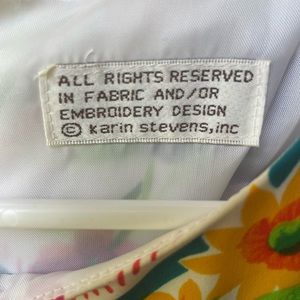 ALL RIGHTS RESERVED
IN FABRIC AND/OR
EMBROIDERY DESIGN
© karin stevens,inc